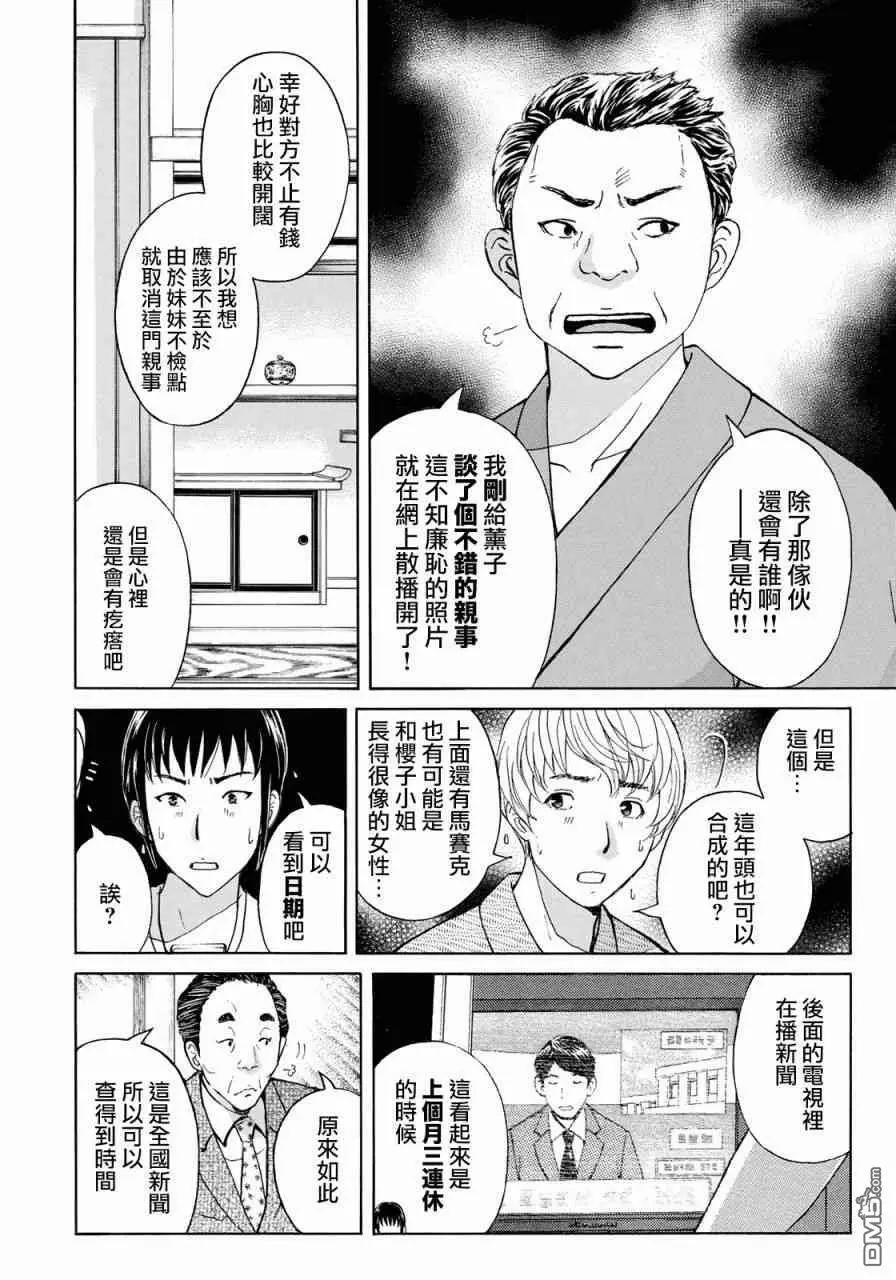 除了那傢伙
還會有誰啊!!
——真是的!!
我剛給薰子
談了個不錯的親事
這不知廉恥的照片
就在網上散播開了!
幸好對方不止有錢
心胸也比較開闊
所以我想
應該不至於
由於妹妹不檢點
就取消這門親事
但是心裡
還是會有疙瘩吧
但是
這個…
這年頭也可以
合成的吧?
上面還有馬賽克
也有可能是
和櫻子小姐
長得很像的女性…
可以
看到日期吧
誒?
後面的電視裡
在播新聞
這看起來是
上個月三連休
的時候
原來如此
這是全國新聞
所以可以
查得到時間
DM5.com